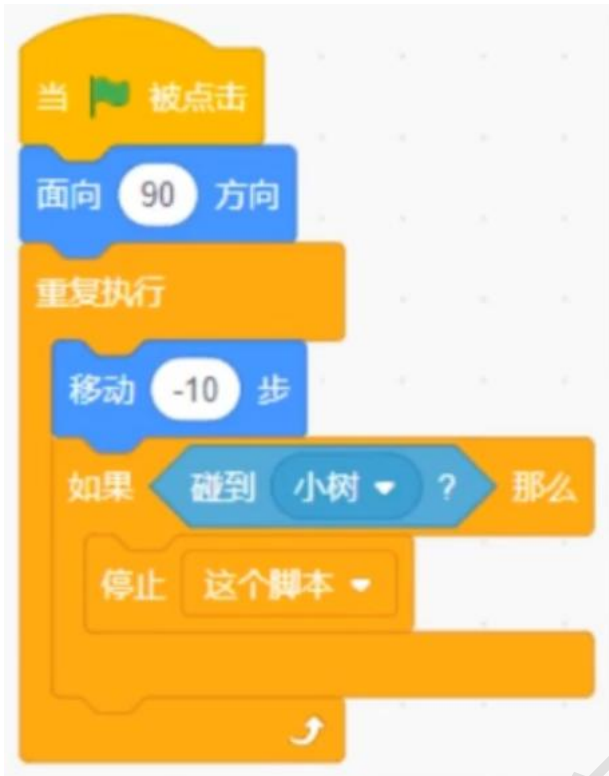 当 被点击
面向 90 方向
重复执行
移动 -10 步
如果 碰到 小树 ? 那么
停止 这个脚本